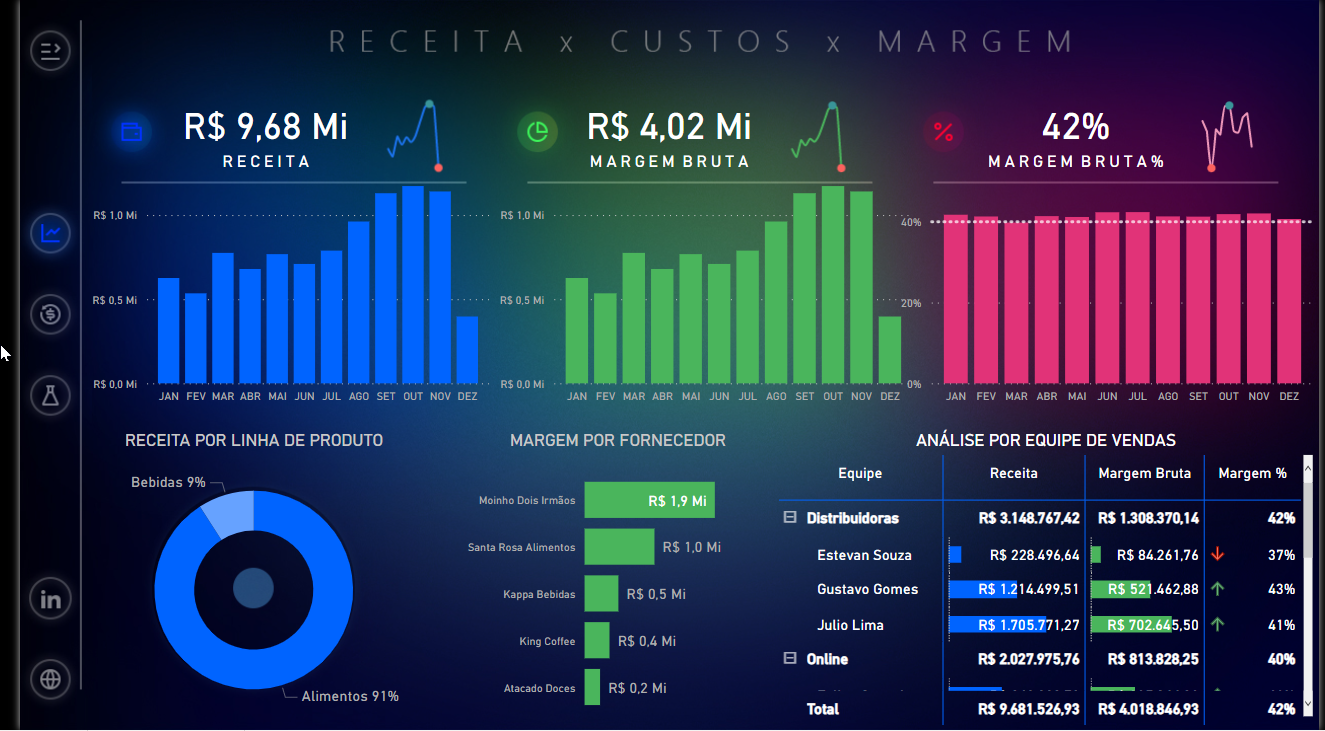 RECEITA x CUSTOS x MARGEM
R$ 9,68 Mi
RECEITA
R$ 4,02 Mi
MARGEM BRUTA
42%
MARGEM BRUTA%
R$ 1,0 Mi
R$ 0,5 Mi
R$ 0,0 Mi
JAN FEV MAR ABR MAI JUN JUL AGO SET OUT NOV DEZ
R$ 1,0 Mi
R$ 0,5 Mi
R$ 0,0 Mi
JAN FEV MAR ABR MAI JUN JUL AGO SET OUT NOV DEZ
40%
20%
0%
JAN FEV MAR ABR MAI JUN JUL AGO SET OUT NOV DEZ
RECEITA POR LINHA DE PRODUTO
Bebidas 9%
Alimentos 91%
MARGEM POR FORNECEDOR
Moinho Dois Irmãos R$ 1,9 Mi
Santa Rosa Alimentos R$ 1,0 Mi
Kappa Bebidas R$ 0,5 Mi
King Coffee R$ 0,4 Mi
Atacado Doces R$ 0,2 Mi
ANÁLISE POR EQUIPE DE VENDAS
Equipe Receita Margem Bruta Margem %
Distribuidoras R$ 3.148.767,42 R$ 1.308.370,14 42%
Estevan Souza R$ 228.496,64 R$ 84.261,76 37%
Gustavo Gomes R$ 1.214.499,51 R$ 521.462,88 43%
Julio Lima R$ 1.705.771,27 R$ 702.645,50 41%
Online R$ 2.027.975,76 R$ 813.828,25 40%
Total R$ 9.681.526,93 R$ 4.018.846,93 42%
in